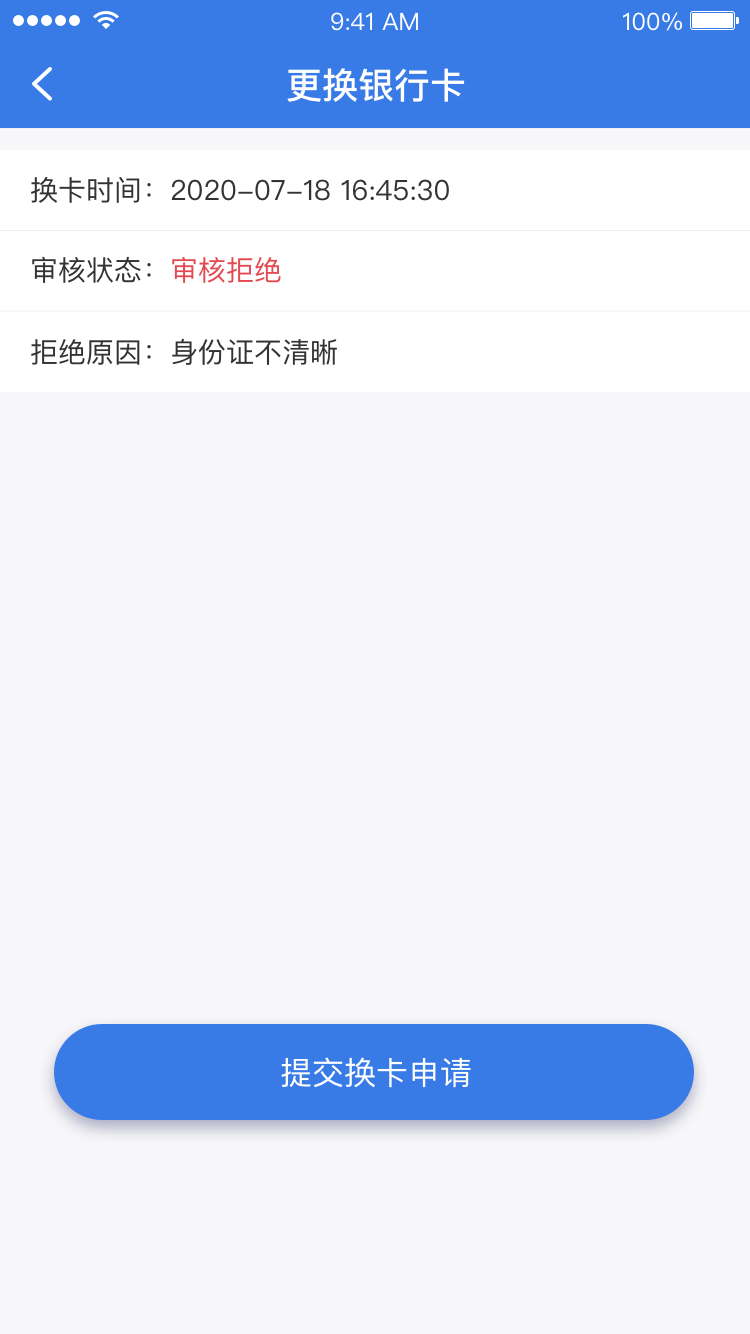 9:41 AM
100%
更换银行卡
换卡时间：2020-07-18 16:45:30
审核状态：审核拒绝
拒绝原因：身份证不清晰
提交换卡申请